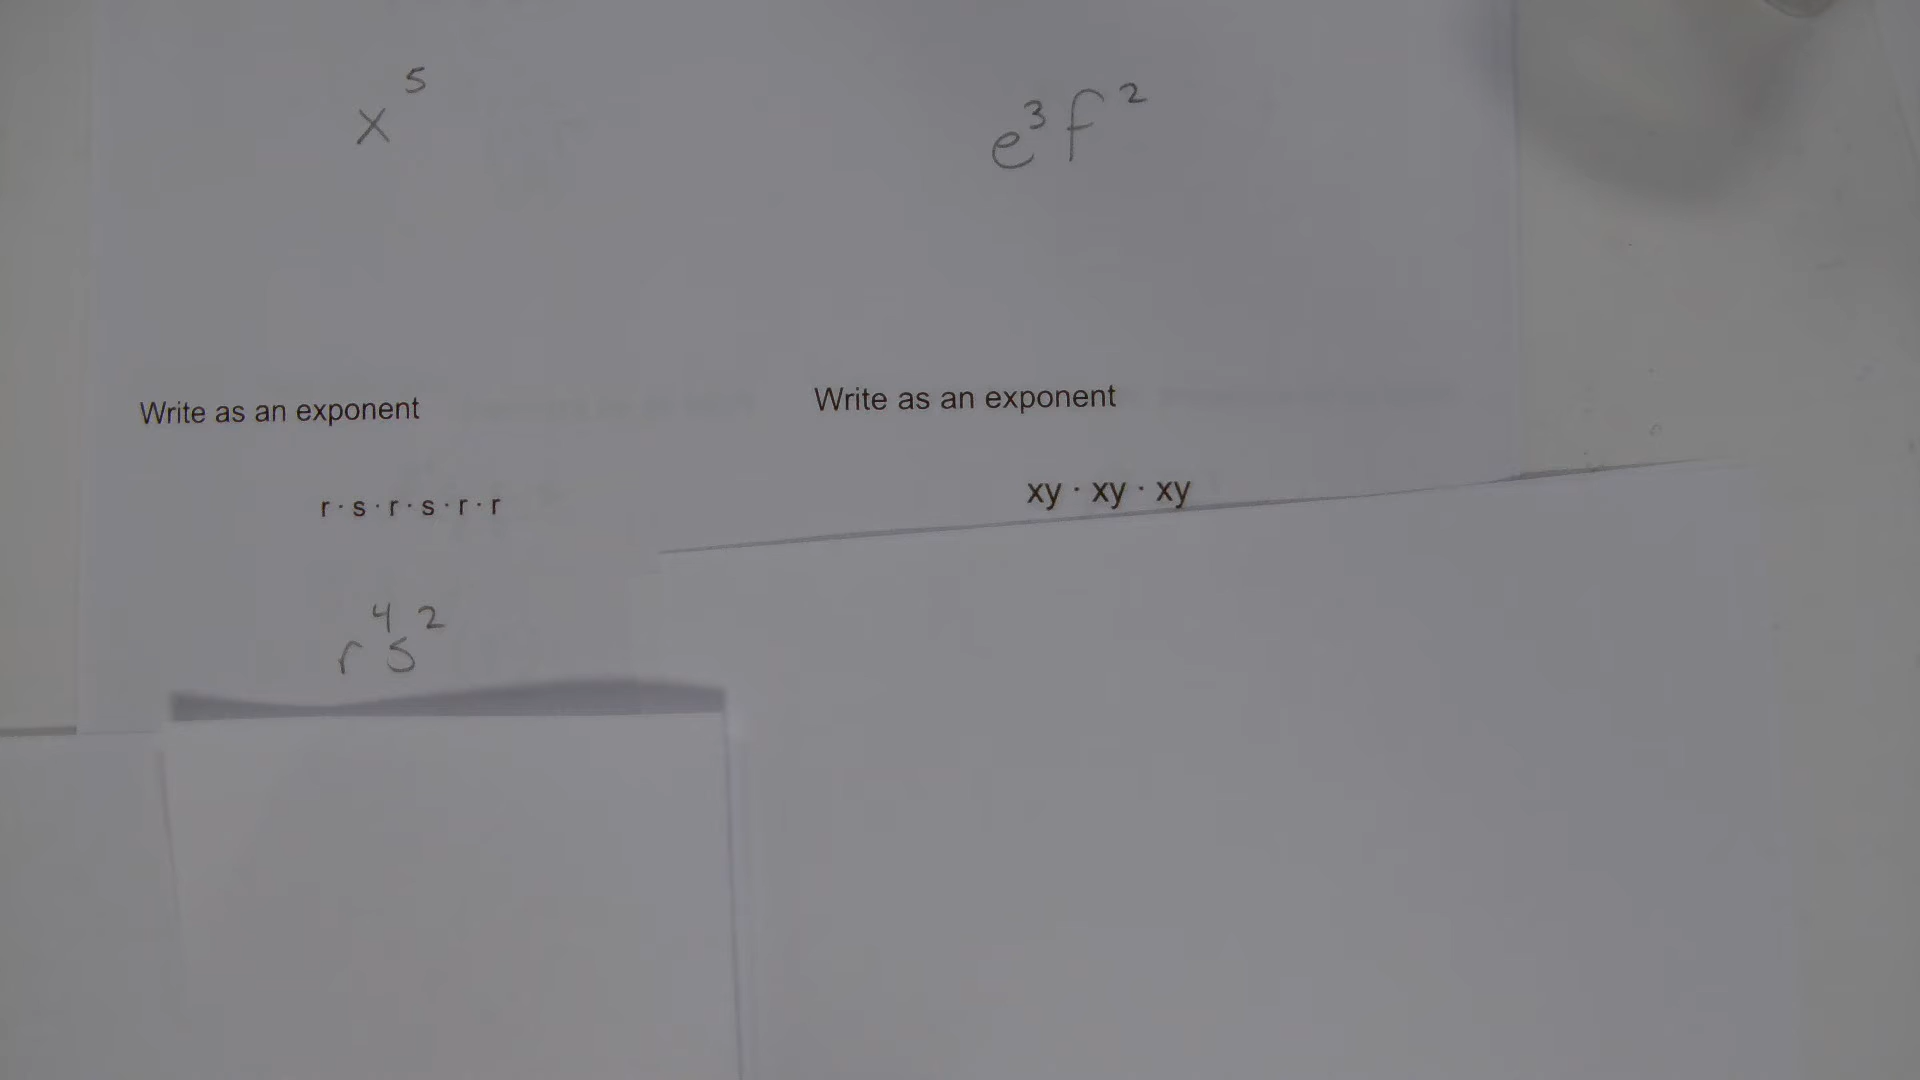 x⁵
e³f²
Write as an exponent
r · s · r · s · r · r
r⁴s²
Write as an exponent
xy · xy · xy